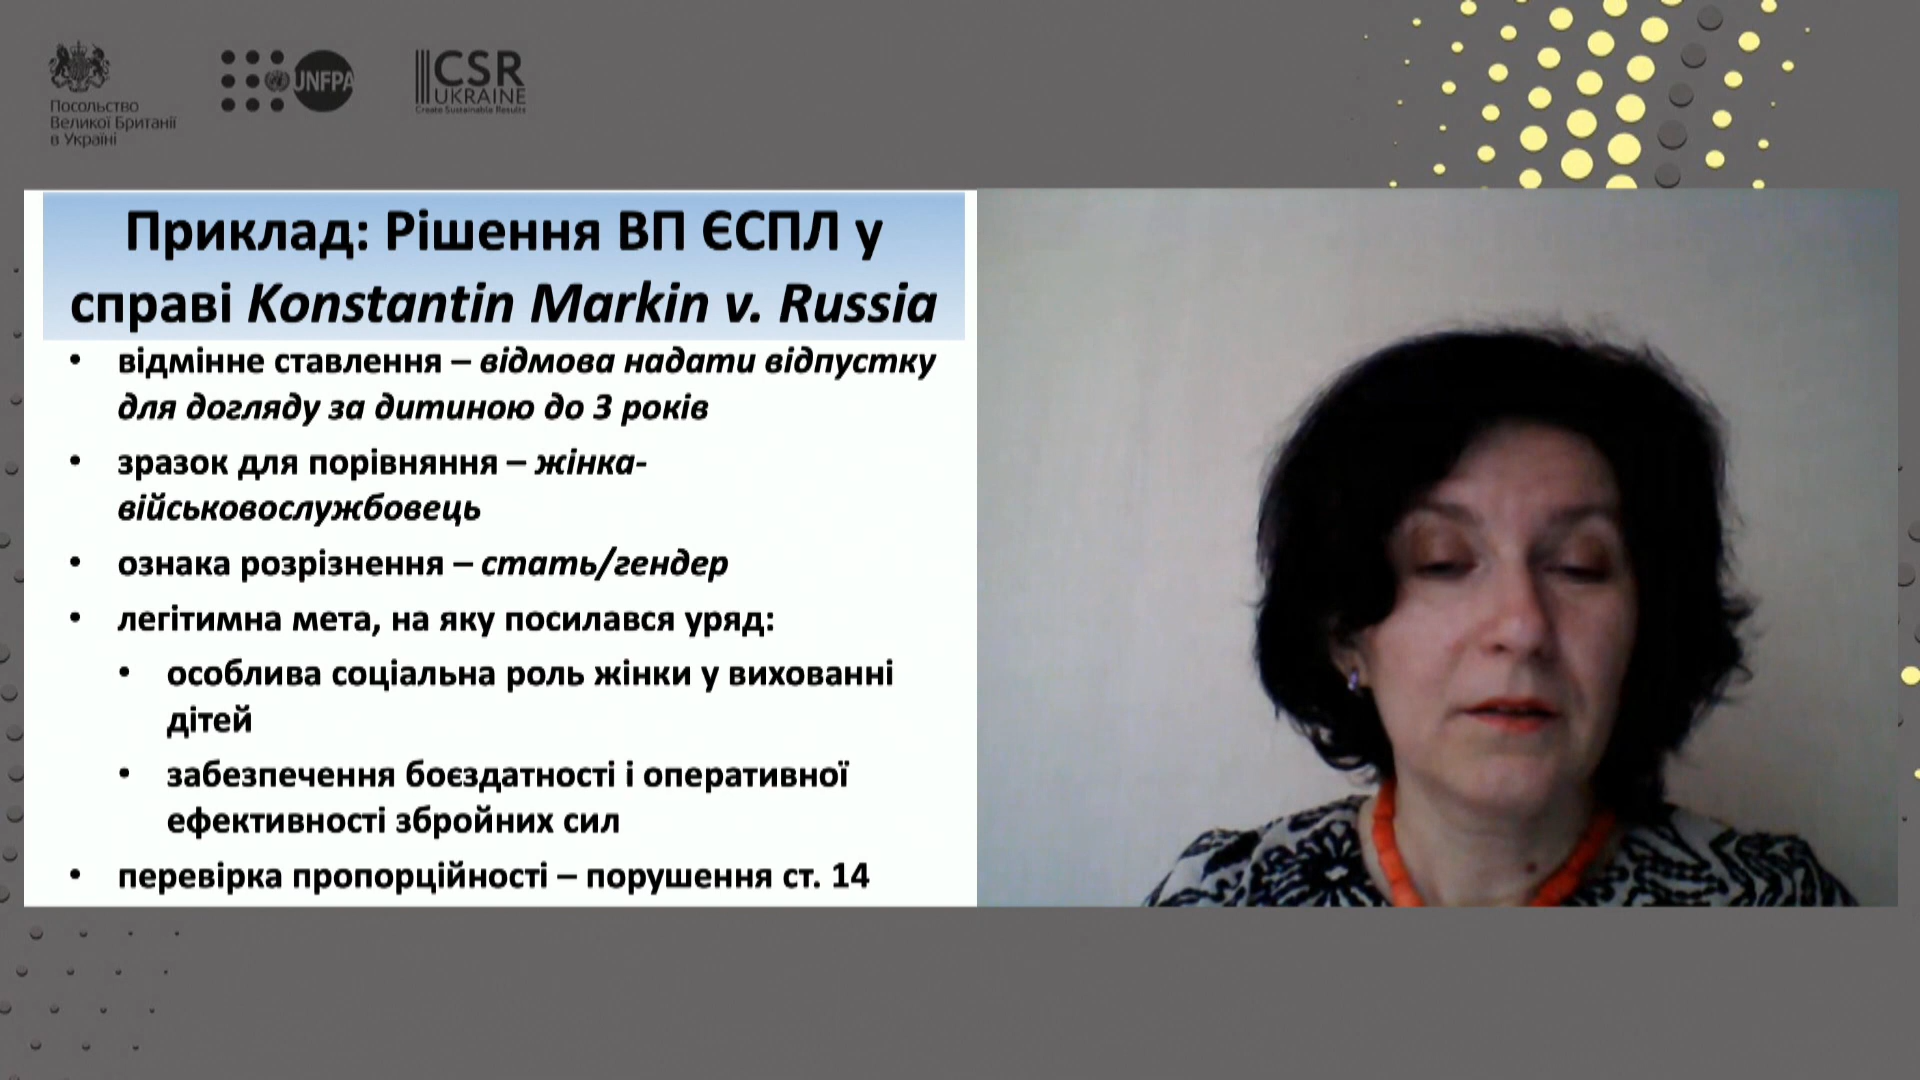 Посольство
Великої Британії
в Україні
UNFPA
CSR
UKRAINE
Create Sustainable Results
Приклад: Рішення ВП ЄСПЛ у
справі Konstantin Markin v. Russia
• відмінне ставлення – відмова надати відпустку
для догляду за дитиною до 3 років
• зразок для порівняння – жінка-
військовослужбовець
• ознака розрізнення – стать/гендер
• легітимна мета, на яку посилався уряд:
• особлива соціальна роль жінки у вихованні
дітей
• забезпечення боєздатності і оперативної
ефективності збройних сил
• перевірка пропорційності – порушення ст. 14